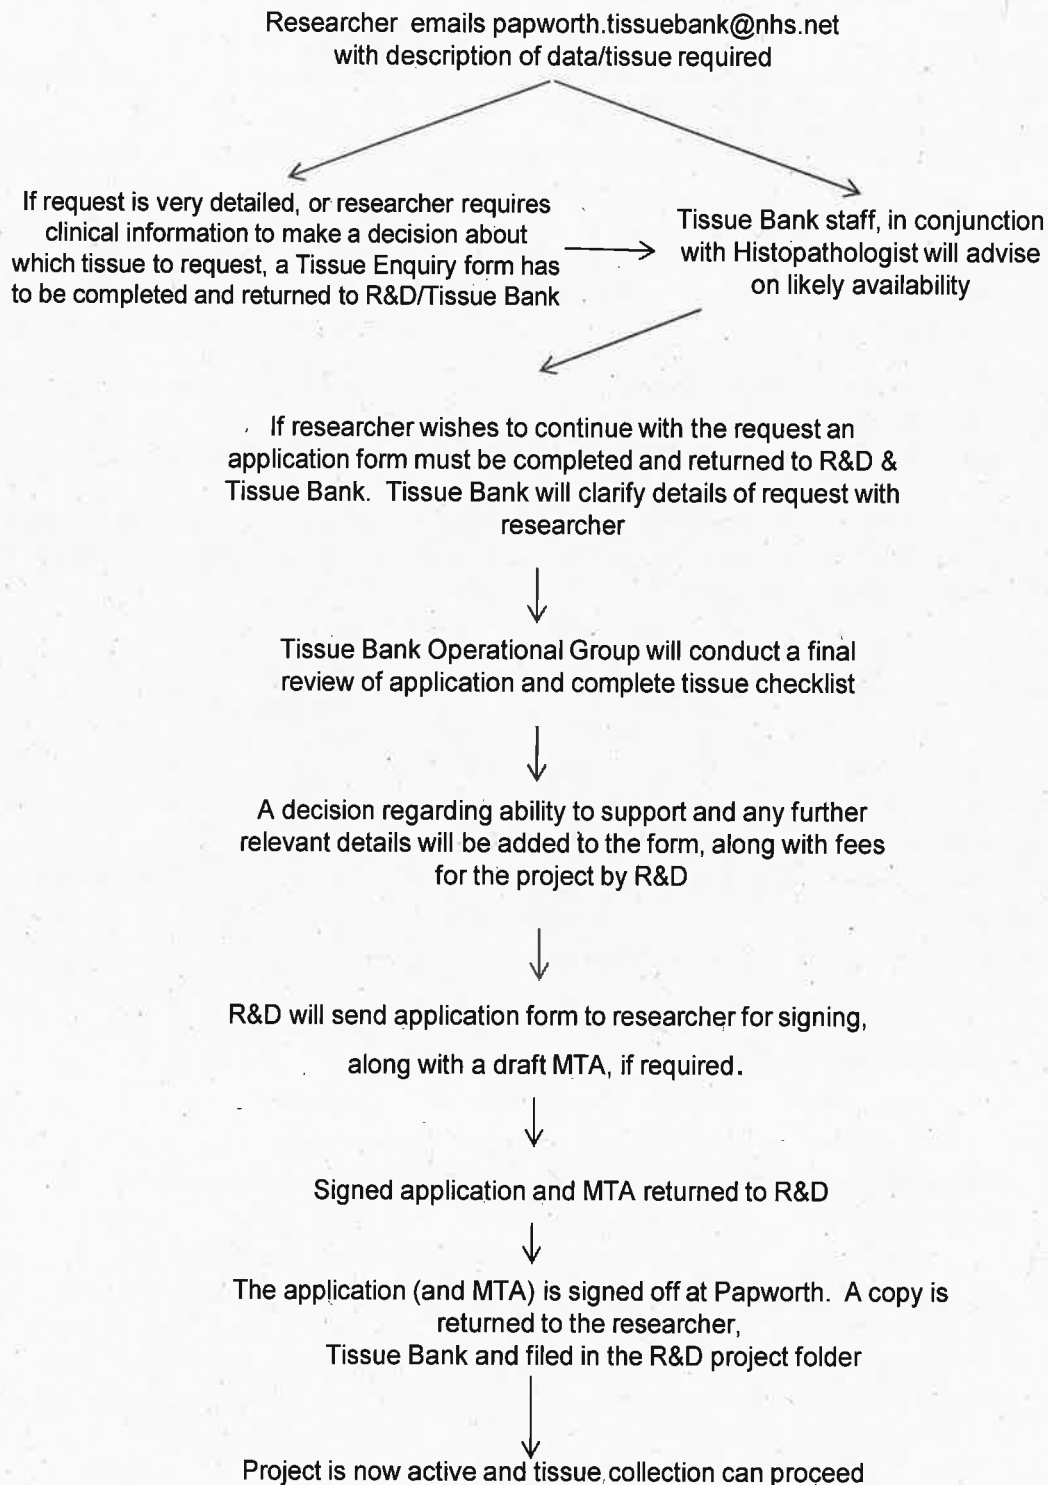 Researcher emails papworth.tissuebank@nhs.net
with description of data/tissue required
If request is very detailed, or researcher requires
clinical information to make a decision about
which tissue to request, a Tissue Enquiry form has
to be completed and returned to R&D/Tissue Bank
Tissue Bank staff, in conjunction
with Histopathologist will advise
on likely availability
If researcher wishes to continue with the request an
application form must be completed and returned to R&D &
Tissue Bank. Tissue Bank will clarify details of request with
researcher
Tissue Bank Operational Group will conduct a final
review of application and complete tissue checklist
A decision regarding ability to support and any further
relevant details will be added to the form, along with fees
for the project by R&D
R&D will send application form to researcher for signing,
along with a draft MTA, if required.
Signed application and MTA returned to R&D
The application (and MTA) is signed off at Papworth. A copy is
returned to the researcher,
Tissue Bank and filed in the R&D project folder
Project is now active and tissue collection can proceed